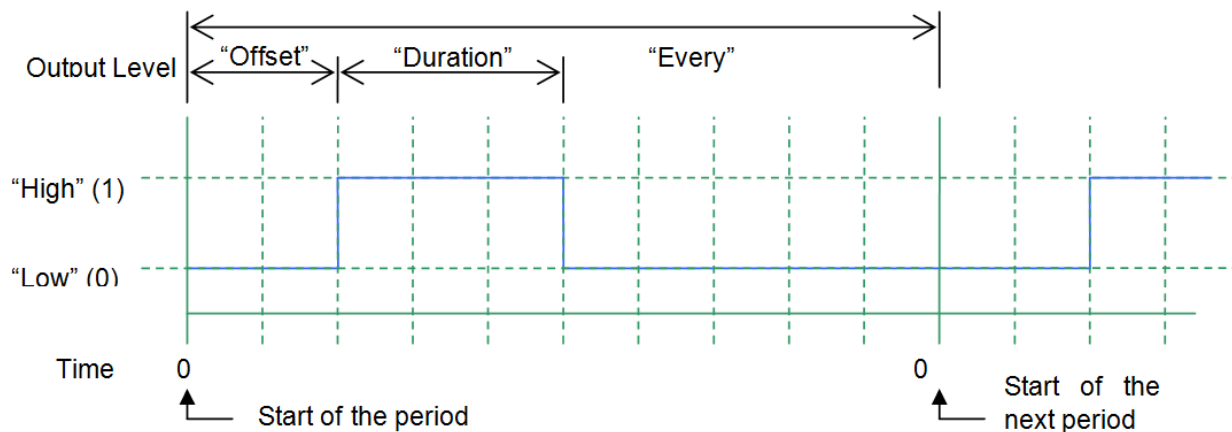 “Offset” “Duration” “Every”
Output Level
“High” (1)
“Low” (0)
Time 0 0
Start of the period
Start of the
next period